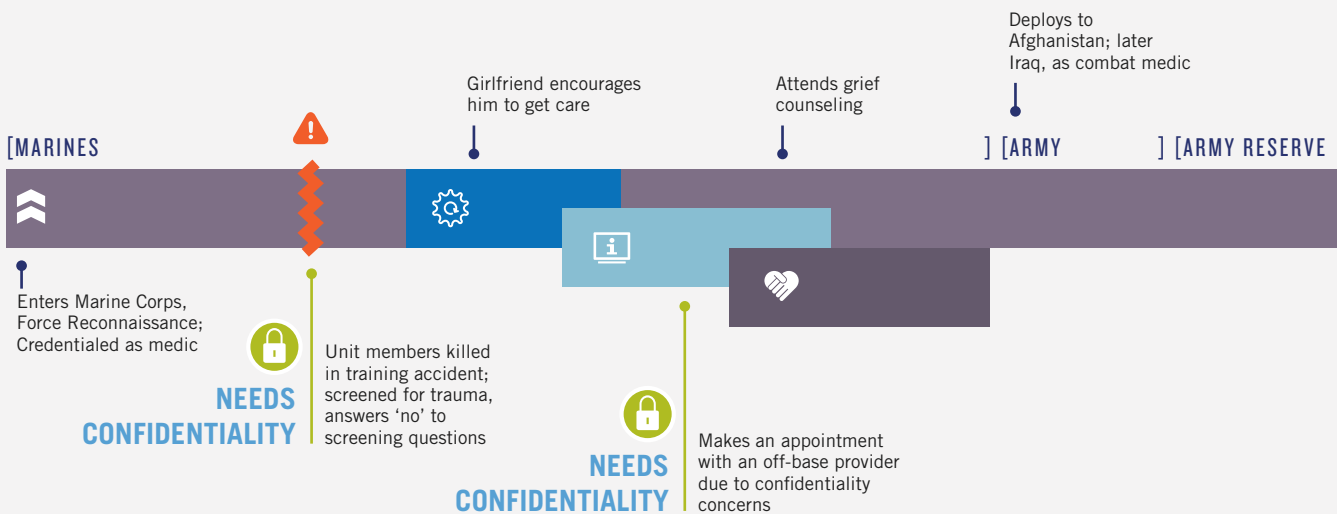 Deploys to
Afghanistan; later
Iraq, as combat medic
Girlfriend encourages
him to get care
Attends grief
counseling
[MARINES
] [ARMY
] [ARMY RESERVE
Enters Marine Corps,
Force Reconnaissance;
Credentialed as medic
NEEDS
CONFIDENTIALITY
Unit members killed
in training accident;
screened for trauma,
answers ‘no’ to
screening questions
NEEDS
CONFIDENTIALITY
Makes an appointment
with an off-base provider
due to confidentiality
concerns